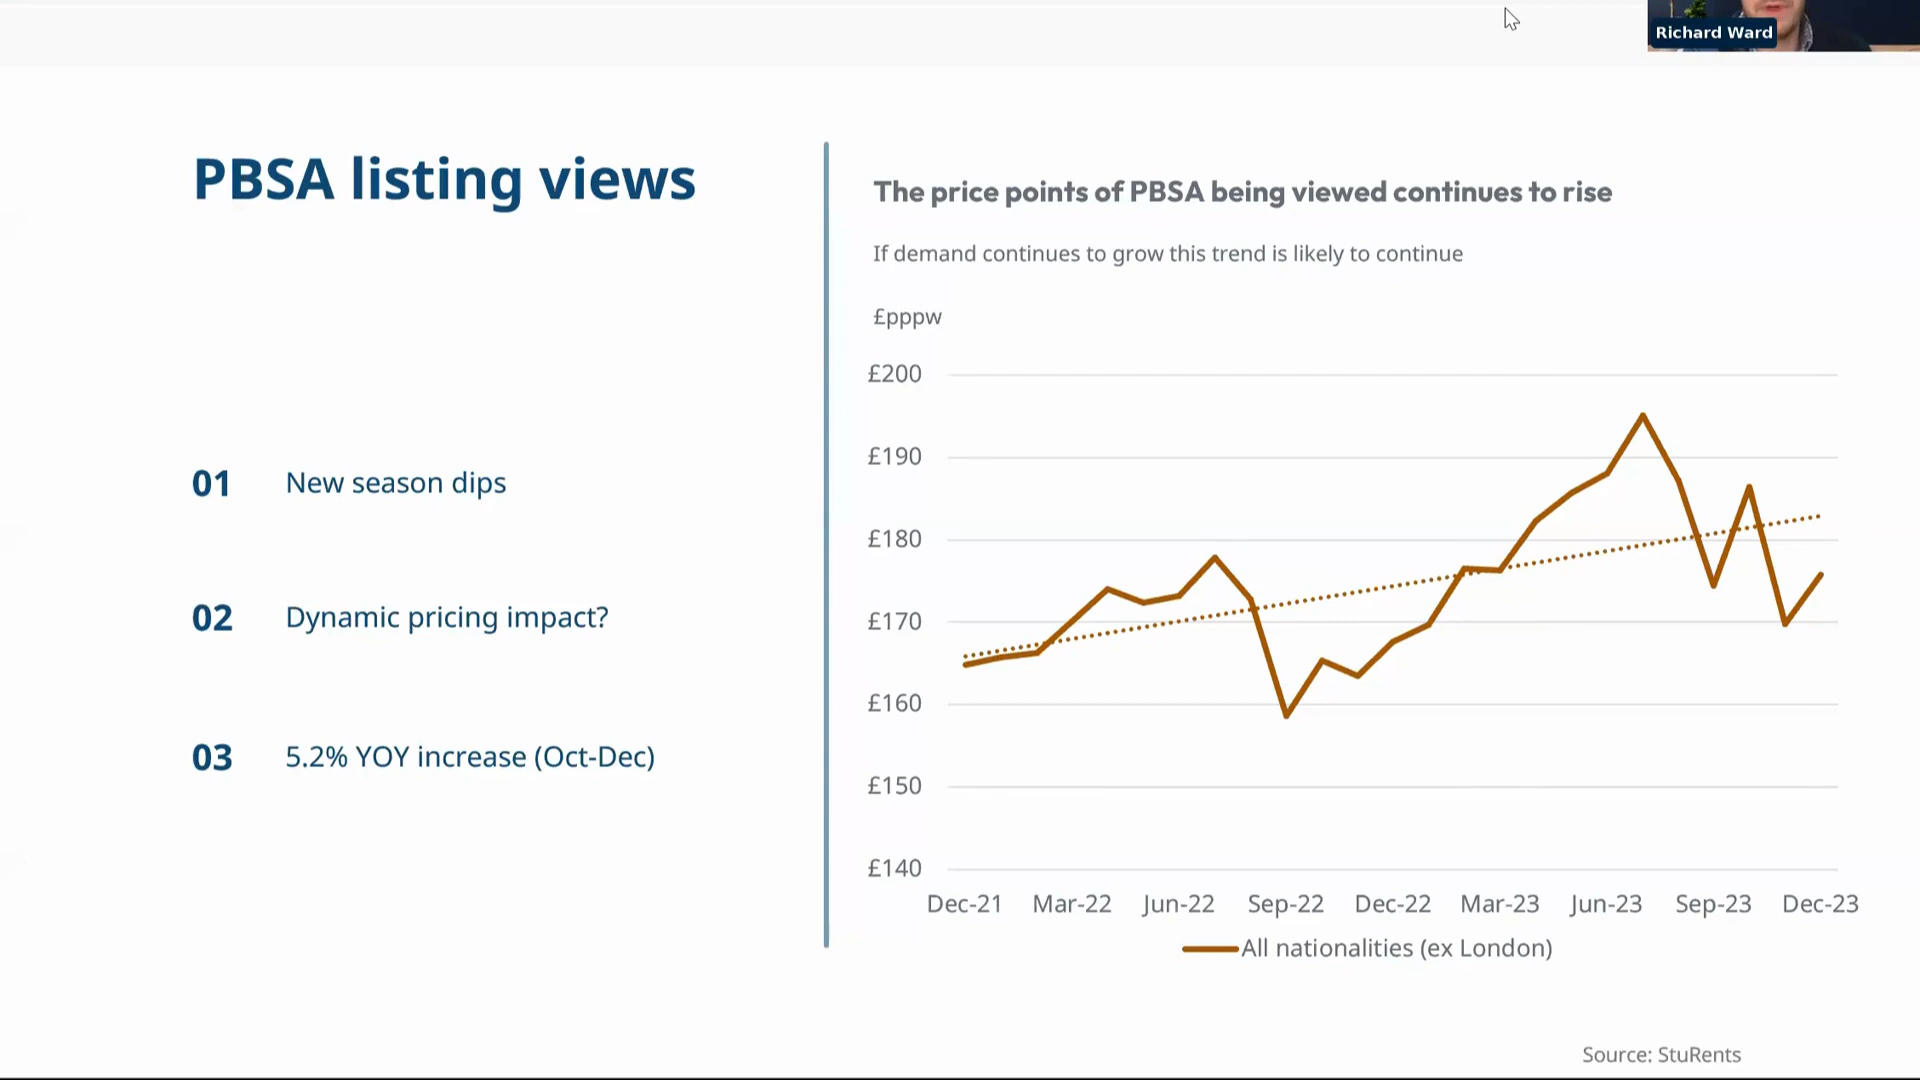 Richard Ward
PBSA listing views
01 New season dips
02 Dynamic pricing impact?
03 5.2% YOY increase (Oct-Dec)
The price points of PBSA being viewed continues to rise
If demand continues to grow this trend is likely to continue
£pppw
£200
£190
£180
£170
£160
£150
£140
Dec-21 Mar-22 Jun-22 Sep-22 Dec-22 Mar-23 Jun-23 Sep-23 Dec-23
All nationalities (ex London)
Source: StuRents